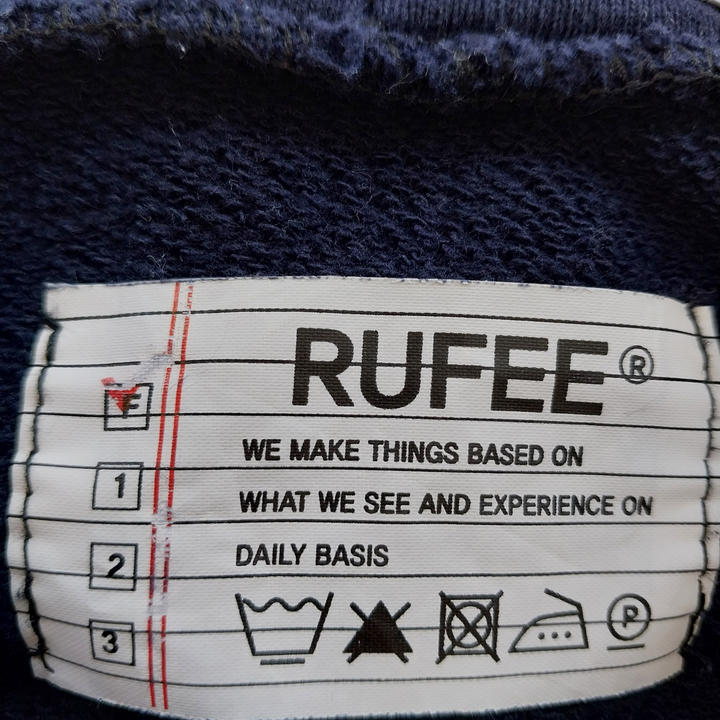 RUFEE®
F
WE MAKE THINGS BASED ON
1
WHAT WE SEE AND EXPERIENCE ON
2
DAILY BASIS
3
P